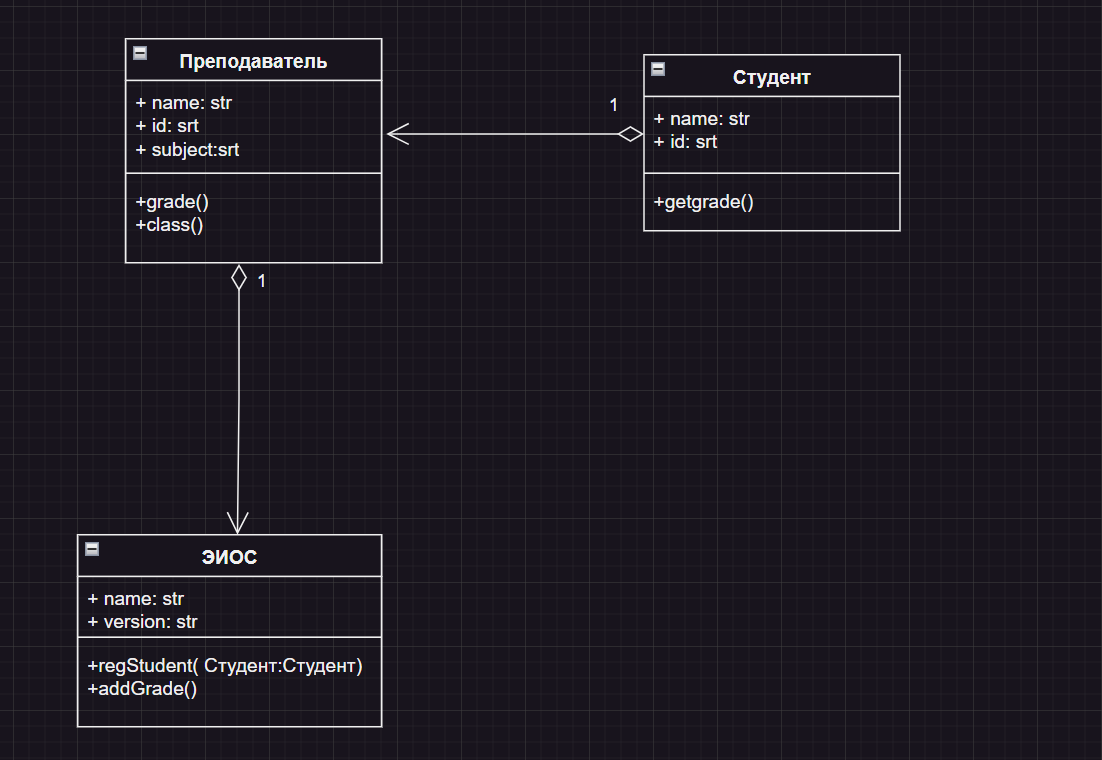 Преподаватель
+ name: str
+ id: srt
+ subject:srt
+grade()
+class()
1
1
Студент
+ name: str
+ id: srt
+getgrade()
ЭИОС
+ name: str
+ version: str
+regStudent( Студент:Студент)
+addGrade()